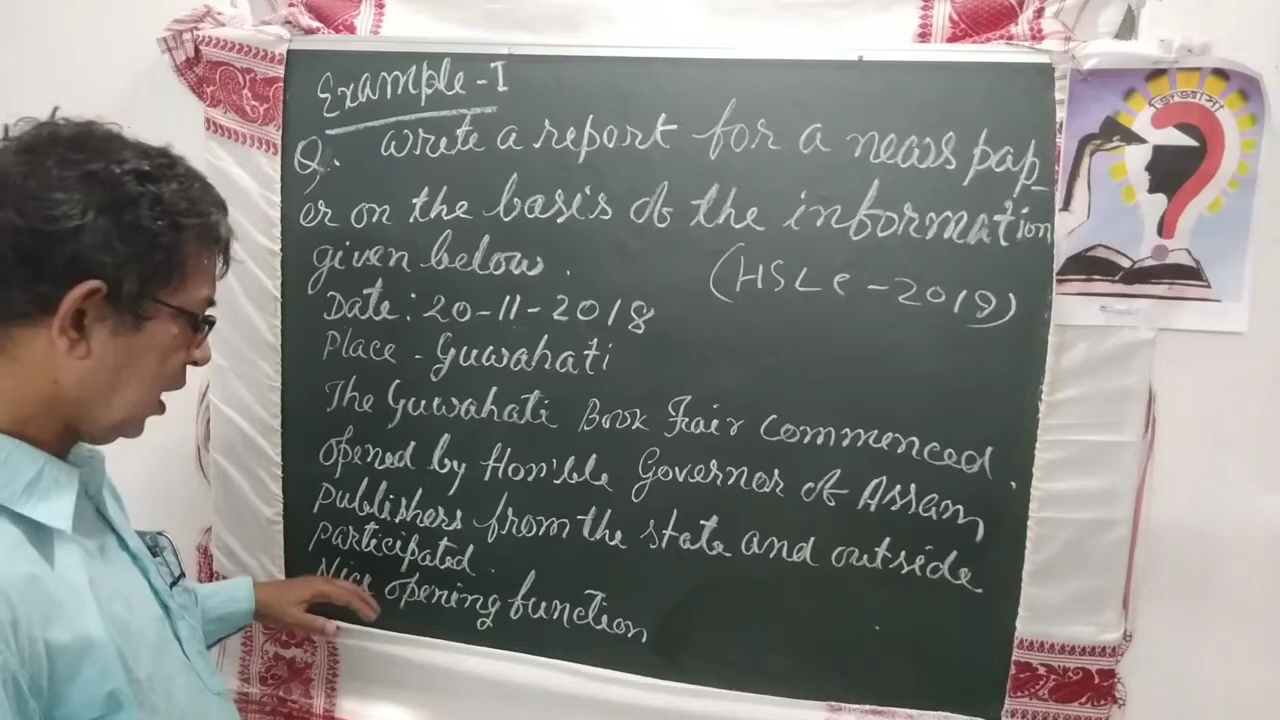 Example-I
Q. Write a report for a news pap-
er on the basis of the information
given below. (HSLC-2019)
Date: 20-11-2018
Place - Guwahati
The Guwahati Book Fair commenced.
opened by Hon'ble Governor of Assam
publishers from the state and outside
participated.
Nice opening function
জিজ্ঞাসা